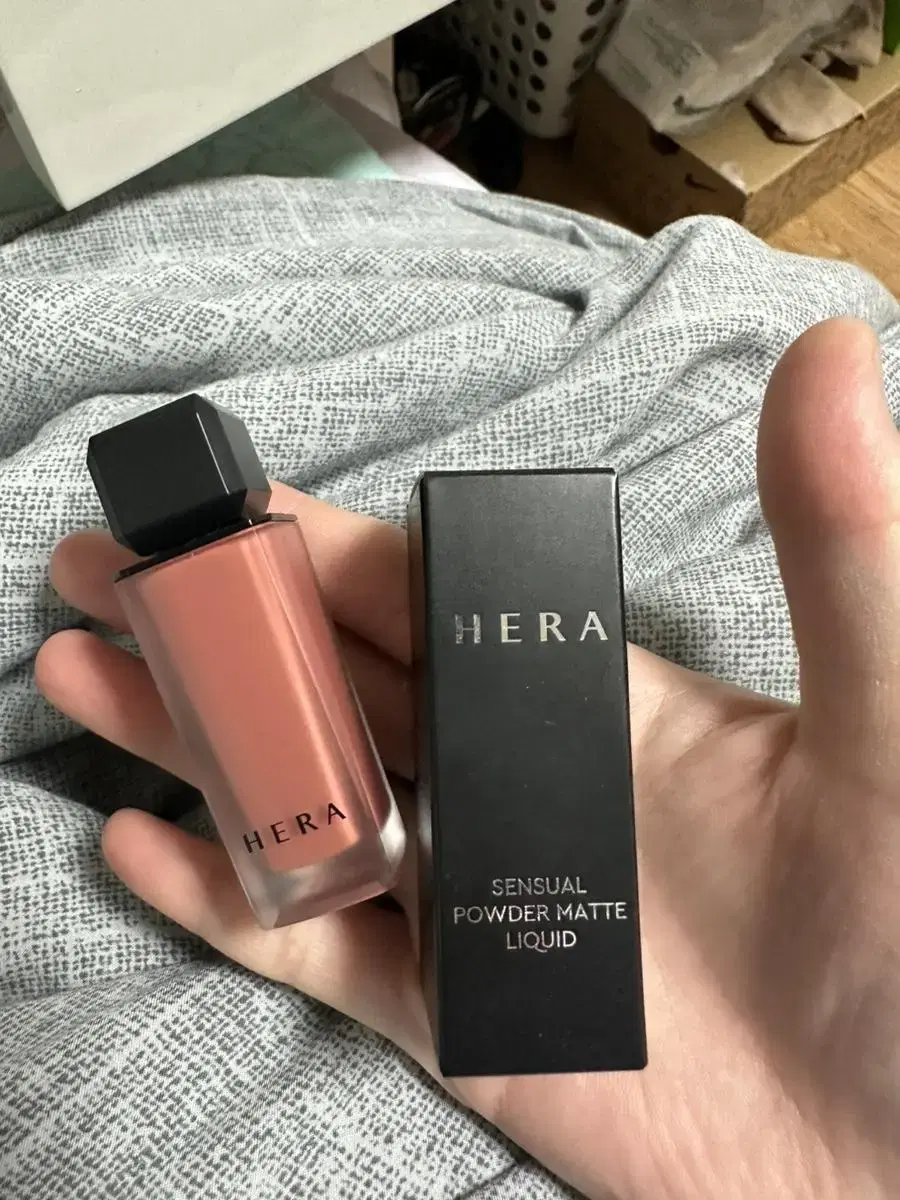 HERA
HERA
SENSUAL
POWDER MATTE
LIQUID